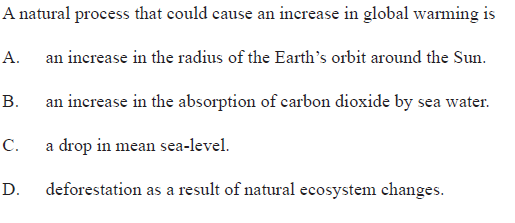 A natural process that could cause an increase in global warming is
A. an increase in the radius of the Earth’s orbit around the Sun.
B. an increase in the absorption of carbon dioxide by sea water.
C. a drop in mean sea-level.
D. deforestation as a result of natural ecosystem changes.